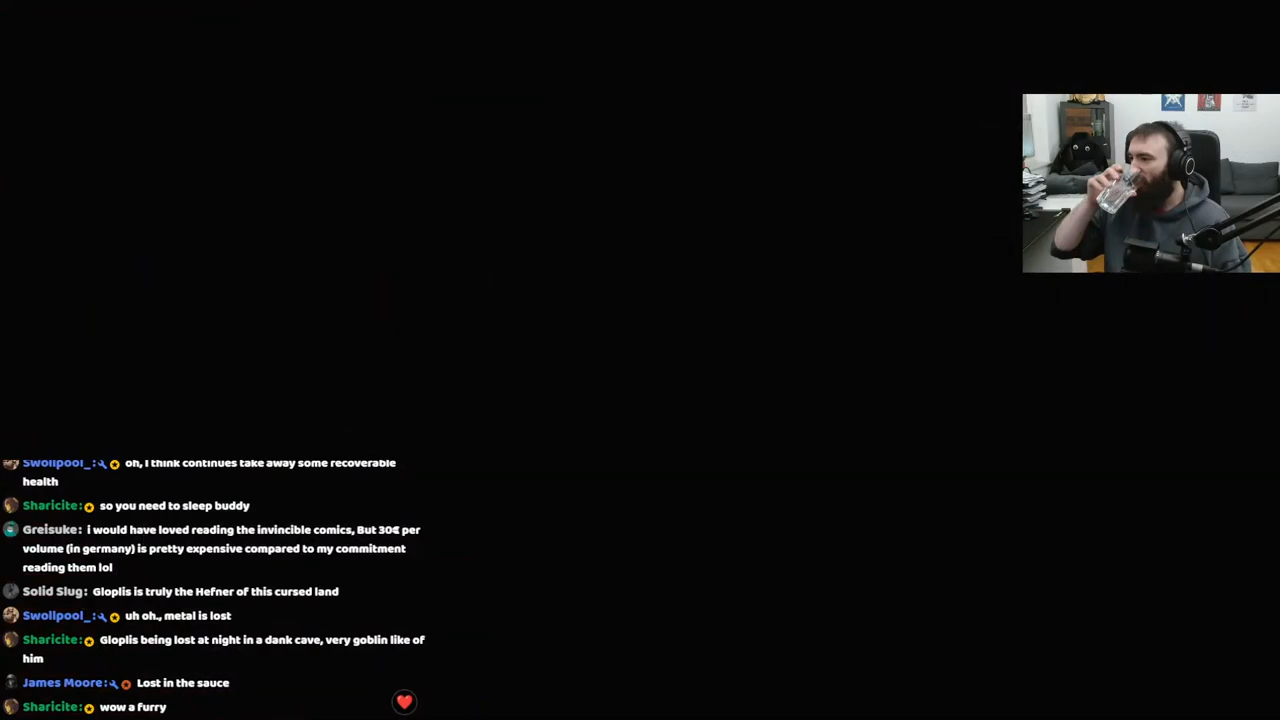 Swollpool_: oh, I think continues take away some recoverable
health
Sharicite: so you need to sleep buddy
Greisuke: i would have loved reading the invincible comics, But 30€ per
volume (in germany) is pretty expensive compared to my commitment
reading them lol
Solid Slug: Gloplis is truly the Hefner of this cursed land
Swollpool_: uh oh., metal is lost
Sharicite: Gloplis being lost at night in a dank cave, very goblin like of
him
James Moore: Lost in the sauce
Sharicite: wow a furry